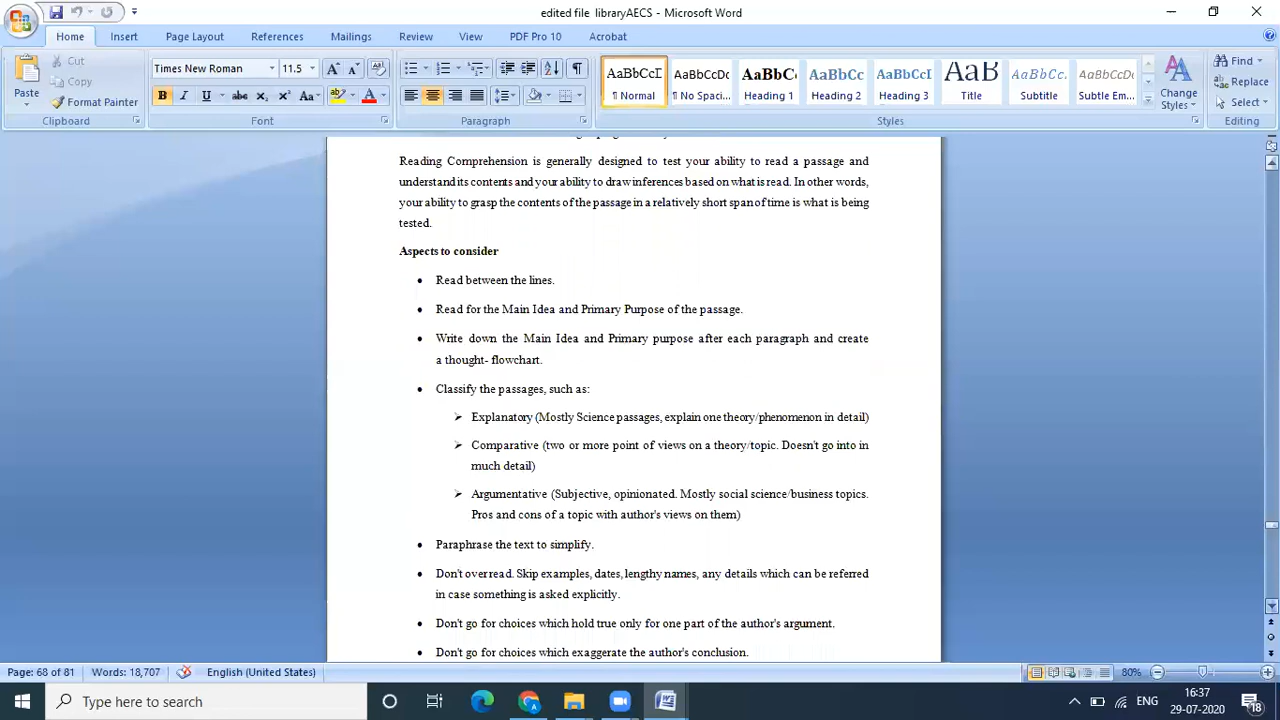 edited file libraryAECS - Microsoft Word
Home Insert Page Layout References Mailings Review View PDF Pro 10 Acrobat
Paste
Cut
Copy
Format Painter
Clipboard
Times New Roman 11.5
Font
Paragraph
AaBbCcI AaBbCcDc AaBbCc AaBbCc AaBbCcI AaB AaBbCc. AaBbCcDc
¶ Normal ¶ No Spaci... Heading 1 Heading 2 Heading 3 Title Subtitle Subtle Em...
Change Styles
Styles
Find
Replace
Select
Editing
Reading Comprehension is generally designed to test your ability to read a passage and
understand its contents and your ability to draw inferences based on what is read. In other words,
your ability to grasp the contents of the passage in a relatively short span of time is what is being
tested.
Aspects to consider
• Read between the lines.
• Read for the Main Idea and Primary Purpose of the passage.
• Write down the Main Idea and Primary purpose after each paragraph and create
a thought- flowchart.
• Classify the passages, such as:
➢ Explanatory (Mostly Science passages, explain one theory/phenomenon in detail)
➢ Comparative (two or more point of views on a theory/topic. Doesn't go into in
much detail)
➢ Argumentative (Subjective, opinionated. Mostly social science/business topics.
Pros and cons of a topic with author's views on them)
• Paraphrase the text to simplify.
• Don't over read. Skip examples, dates, lengthy names, any details which can be referred
in case something is asked explicitly.
• Don't go for choices which hold true only for one part of the author's argument.
• Don't go for choices which exaggerate the author's conclusion.
Page: 68 of 81 Words: 18,707 English (United States) 80%
Type here to search
ENG
16:37
29-07-2020
18